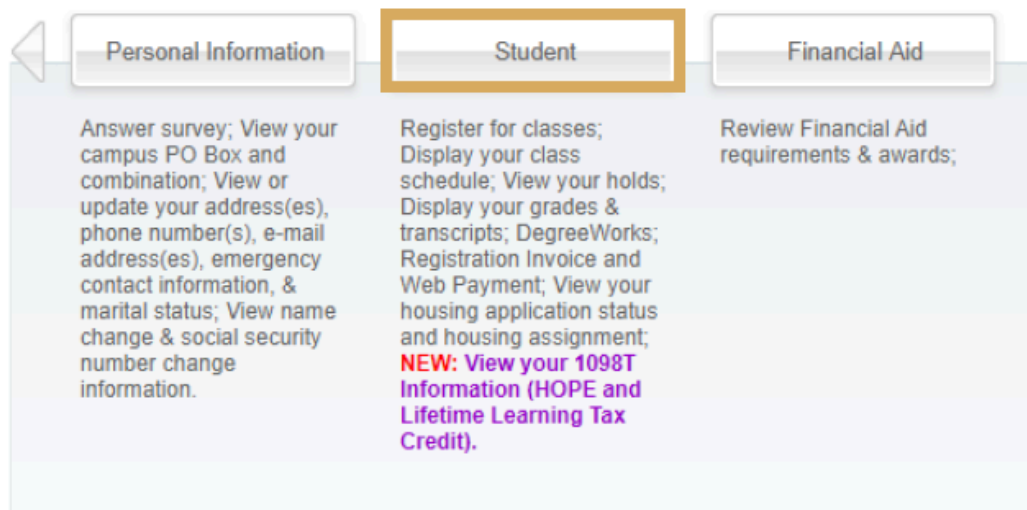 Personal Information
Student
Financial Aid
Answer survey; View your
campus PO Box and
combination; View or
update your address(es),
phone number(s), e-mail
address(es), emergency
contact information, &
marital status; View name
change & social security
number change
information.
Register for classes;
Display your class
schedule; View your holds;
Display your grades &
transcripts; DegreeWorks;
Registration Invoice and
Web Payment; View your
housing application status
and housing assignment;
NEW: View your 1098T
Information (HOPE and
Lifetime Learning Tax
Credit).
Review Financial Aid
requirements & awards;